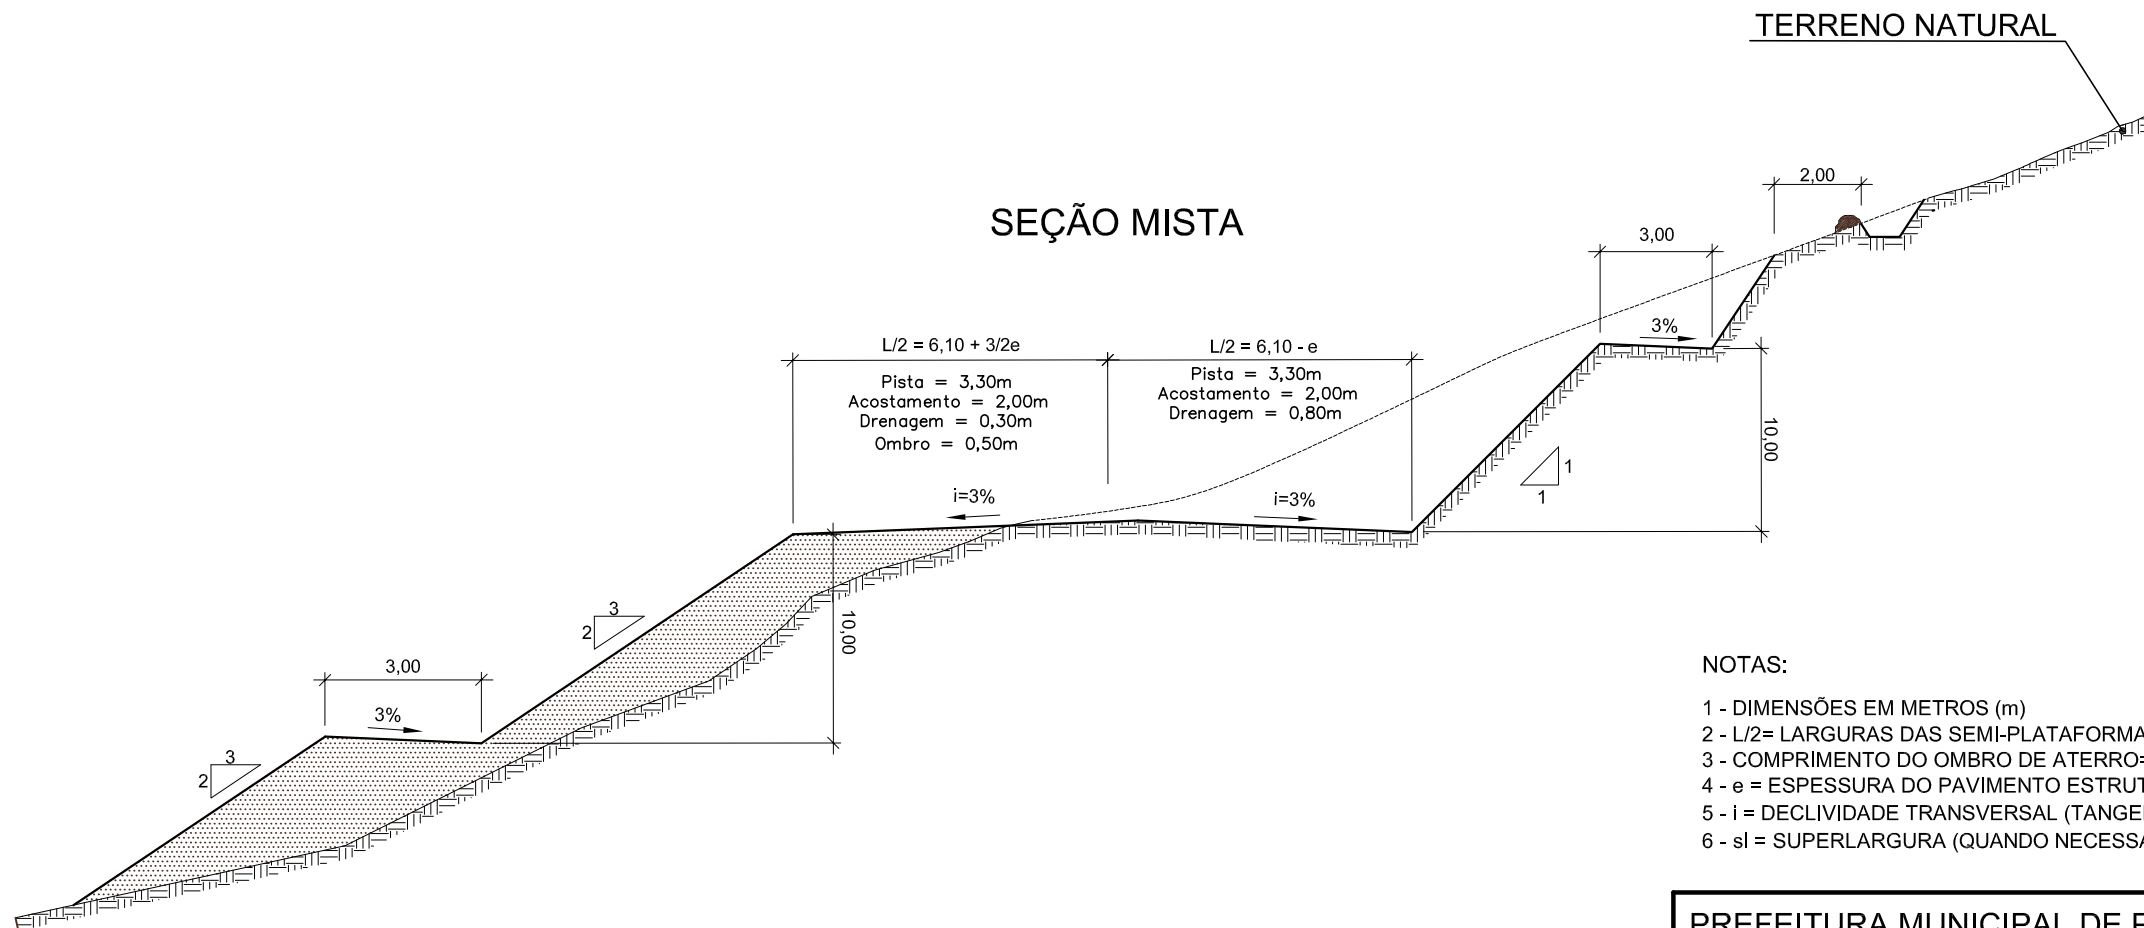 TERRENO NATURAL
2,00
SEÇÃO MISTA
3,00
3%
L/2 = 6,10 + 3/2e
L/2 = 6,10 - e
Pista = 3,30m
Acostamento = 2,00m
Drenagem = 0,30m
Ombro = 0,50m
Pista = 3,30m
Acostamento = 2,00m
Drenagem = 0,80m
10,00
1
1
i=3%
i=3%
3
2
10,00
3,00
3%
3
2
NOTAS:
1 - DIMENSÕES EM METROS (m)
2 - L/2= LARGURAS DAS SEMI-PLATAFORMA
3 - COMPRIMENTO DO OMBRO DE ATERRO=
4 - e = ESPESSURA DO PAVIMENTO ESTRUT
5 - i = DECLIVIDADE TRANSVERSAL (TANGE
6 - sl = SUPERLARGURA (QUANDO NECESSA
PREFEITURA MUNICIPAL DE